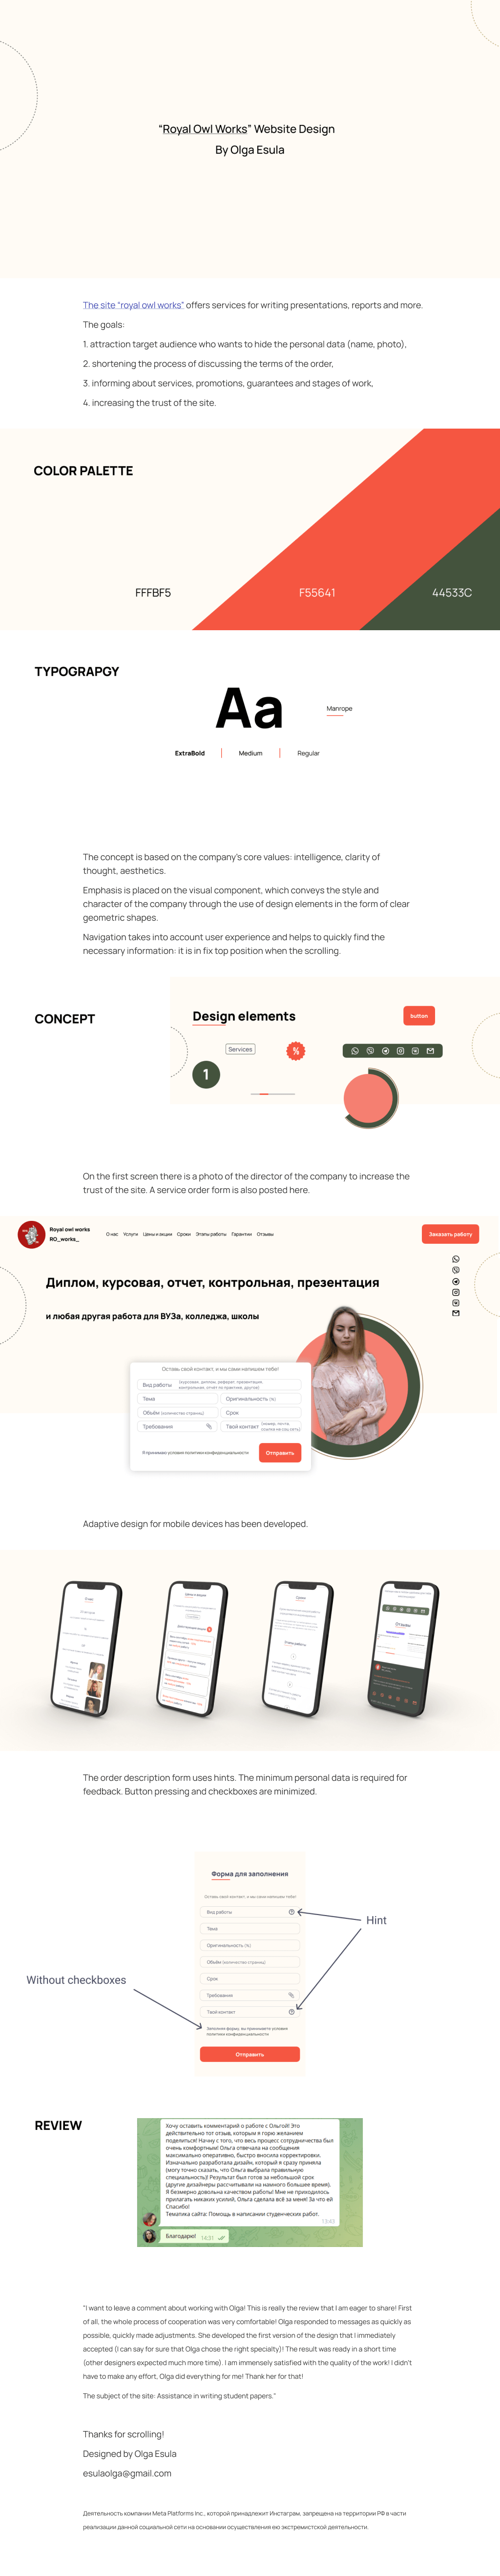 “Royal Owl Works” Website Design
By Olga Esula
The site “royal owl works” offers services for writing presentations, reports and more.
The goals:
1. attraction target audience who wants to hide the personal data (name, photo),
2. shortening the process of discussing the terms of the order,
3. informing about services, promotions, guarantees and stages of work,
4. increasing the trust of the site.
COLOR PALETTE
FFFBF5
F55641
44533C
TYPOGRAPGY
Aa
Manrope
ExtraBold
Medium
Regular
The concept is based on the company's core values: intelligence, clarity of
thought, aesthetics.
Emphasis is placed on the visual component, which conveys the style and
character of the company through the use of design elements in the form of clear
geometric shapes.
Navigation takes into account user experience and helps to quickly find the
necessary information: it is in fix top position when the scrolling.
CONCEPT
Design elements
button
Services
%
1
On the first screen there is a photo of the director of the company to increase the
trust of the site. A service order form is also posted here.
Royal owl works
RO_works_
О нас Услуги Цены и акции Сроки Этапы работы Гарантии Отзывы
Заказать работу
Диплом, курсовая, отчет, контрольная, презентация
и любая другая работа для ВУЗа, колледжа, школы
Оставь свой контакт, и мы сами напишем тебе!
Вид работы (курсовая, диплом, реферат, презентация,
контрольная, отчёт по практике, другое)
Тема
Оригинальность (%)
Объём (количество страниц)
Срок
Требования
Твой контакт (номер, почта,
ссылка на соц.сеть)
Я принимаю условия политики конфиденциальности
Отправить
Adaptive design for mobile devices has been developed.
The order description form uses hints. The minimum personal data is required for
feedback. Button pressing and checkboxes are minimized.
Форма для заполнения
Оставь свой контакт, и мы сами напишем тебе!
Вид работы
Hint
Тема
Оригинальность (%)
Объём (количество страниц)
Without checkboxes
Срок
Требования
Твой контакт
Заполняя форму, вы принимаете условия
политики конфиденциальности
Отправить
REVIEW
Хочу оставить комментарий о работе с Ольгой! Это
действительно тот отзыв, которым я горю желанием
поделиться! Начну с того, что весь процесс сотрудничества был
очень комфортным! Ольга отвечала на сообщения
максимально оперативно, быстро вносила корректировки.
Изначально разработала дизайн, который я сразу приняла
(могу точно сказать, что Ольга выбрала правильную
специальность)! Результат был готов за небольшой срок
(другие дизайнеры рассчитывали на намного большее время).
Я безмерно довольна качеством работы! Мне не приходилось
прилагать никаких усилий, Ольга сделала всё за меня! За что ей
Спасибо!
Тематика сайта: Помощь в написании студенческих работ.
13:43
Благодарю! 14:31
"I want to leave a comment about working with Olga! This is really the review that I am eager to share! First
of all, the whole process of cooperation was very comfortable! Olga responded to messages as quickly as
possible, quickly made adjustments. She developed the first version of the design that I immediately
accepted (I can say for sure that Olga chose the right specialty)! The result was ready in a short time
(other designers expected much more time). I am immensely satisfied with the quality of the work! I didn't
have to make any effort, Olga did everything for me! Thank her for that!
The subject of the site: Assistance in writing student papers."
Thanks for scrolling!
Designed by Olga Esula
esulaolga@gmail.com
Деятельность компании Meta Platforms Inc., которой принадлежит Инстаграм, запрещена на территории РФ в части
реализации данной социальной сети на основании осуществления ею экстремистской деятельности.